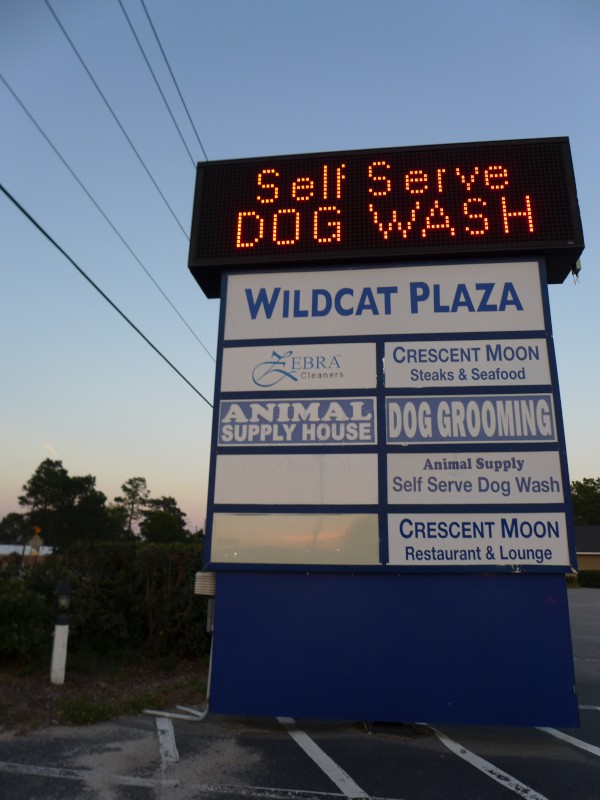 Self Serve
DOG WASH
WILDCAT PLAZA
ZEBRA
Cleaners
CRESCENT MOON
Steaks & Seafood
ANIMAL
SUPPLY HOUSE
DOG GROOMING
Animal Supply
Self Serve Dog Wash
CRESCENT MOON
Restaurant & Lounge